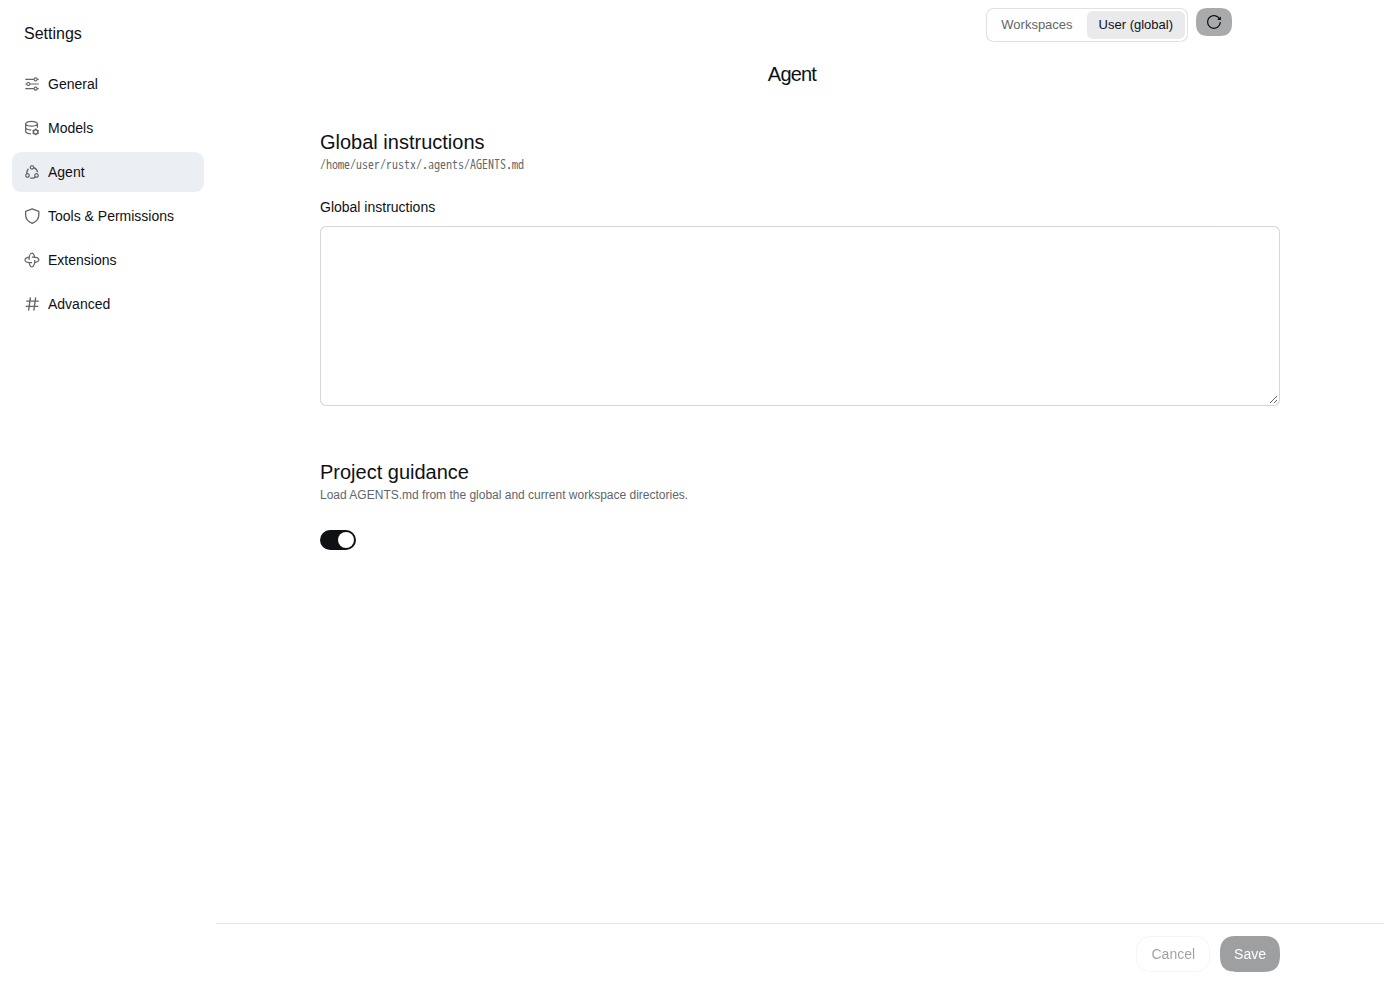 Settings
Workspaces
User (global)
General
Models
Agent
Tools & Permissions
Extensions
Advanced
Agent
Global instructions
/home/user/rustx/.agents/AGENTS.md
Global instructions
Project guidance
Load AGENTS.md from the global and current workspace directories.
Cancel
Save